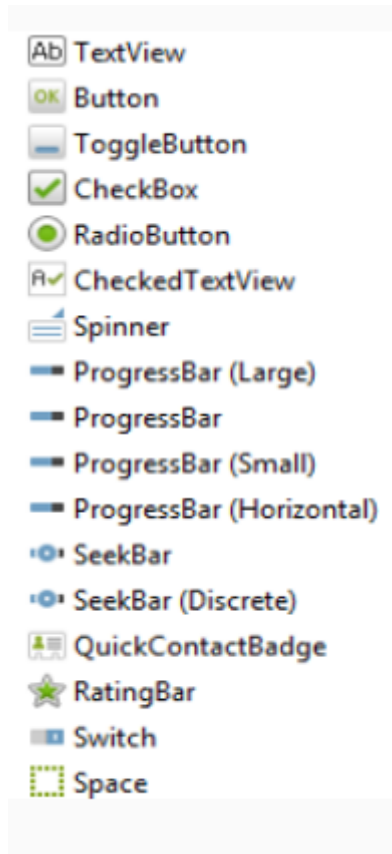 Ab TextView
OK Button
ToggleButton
CheckBox
RadioButton
A CheckedTextView
Spinner
ProgressBar (Large)
ProgressBar
ProgressBar (Small)
ProgressBar (Horizontal)
SeekBar
SeekBar (Discrete)
QuickContactBadge
RatingBar
Switch
Space